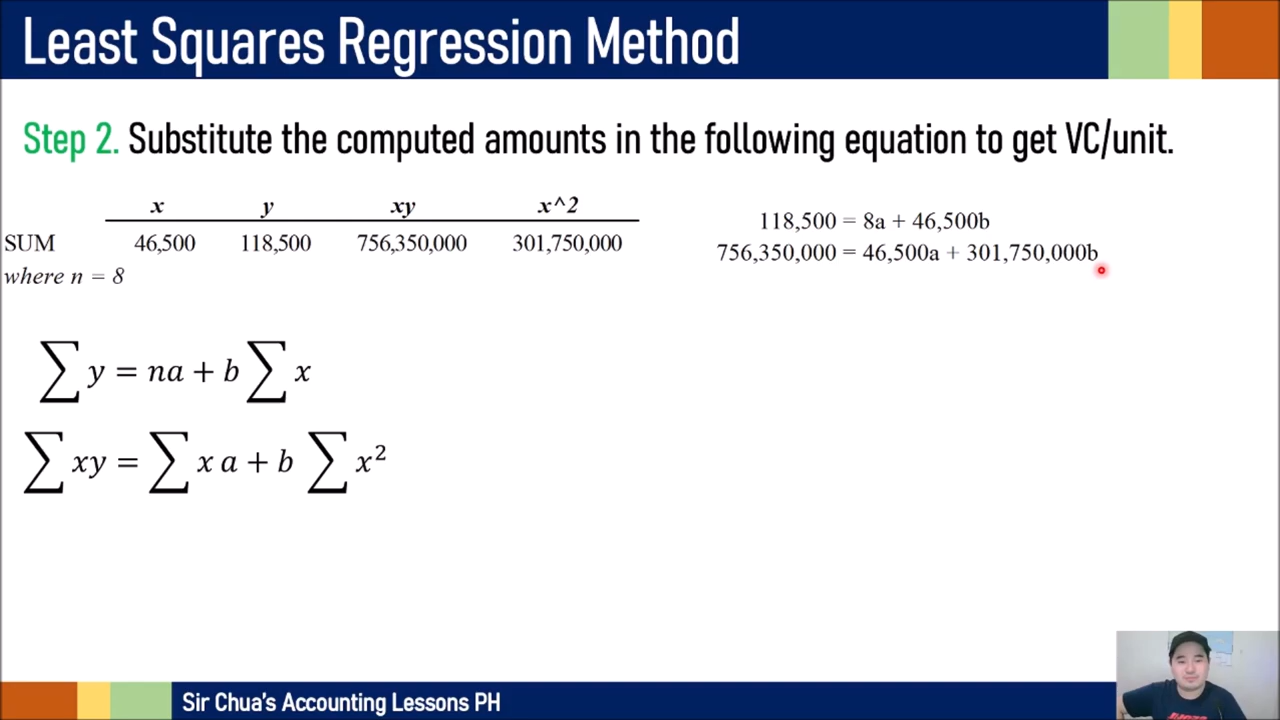 Least Squares Regression Method
Step 2. Substitute the computed amounts in the following equation to get VC/unit.
x y xy x^2
SUM 46,500 118,500 756,350,000 301,750,000
where n = 8
118,500 = 8a + 46,500b
756,350,000 = 46,500a + 301,750,000b
∑ y = na + b ∑ x
∑ xy = ∑ x a + b ∑ x²
Sir Chua's Accounting Lessons PH